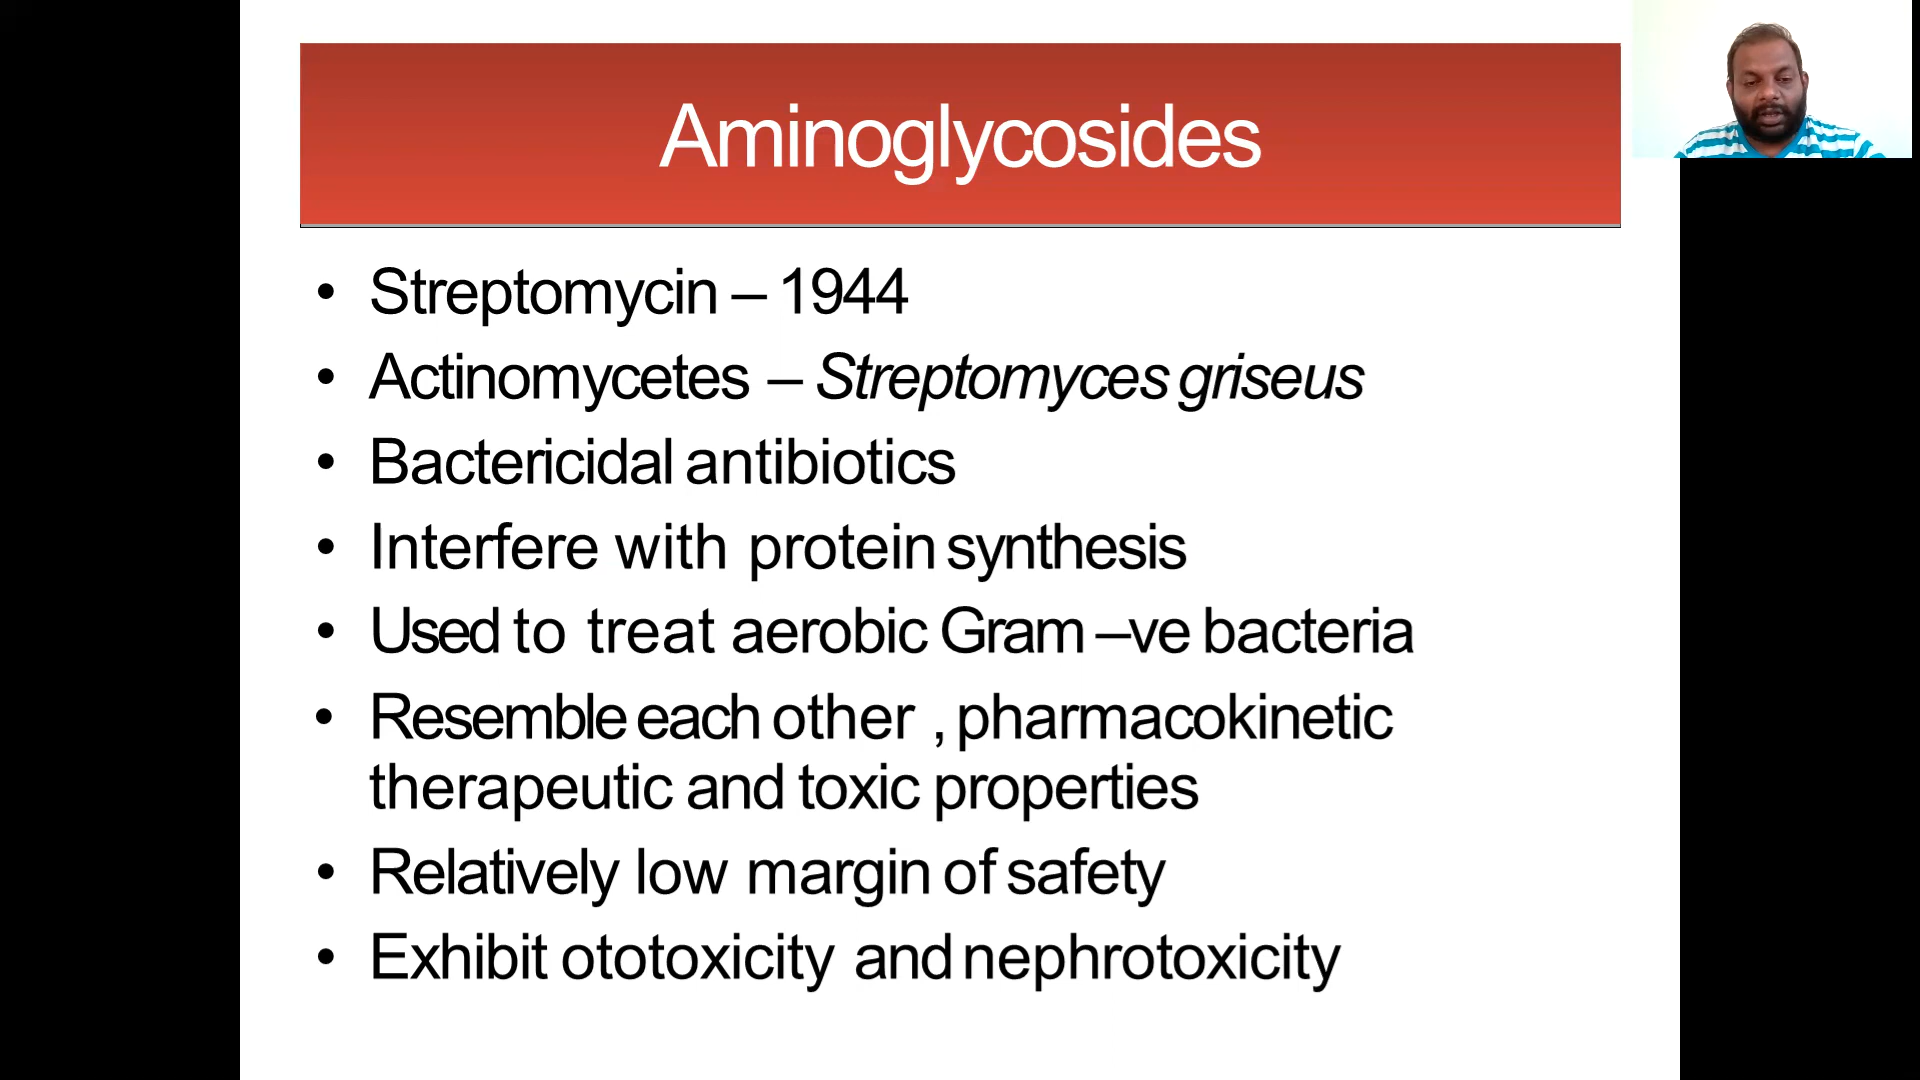 Aminoglycosides
• Streptomycin – 1944
• Actinomycetes – Streptomyces griseus
• Bactericidal antibiotics
• Interfere with protein synthesis
• Used to treat aerobic Gram –ve bacteria
• Resemble each other , pharmacokinetic
therapeutic and toxic properties
• Relatively low margin of safety
• Exhibit ototoxicity and nephrotoxicity